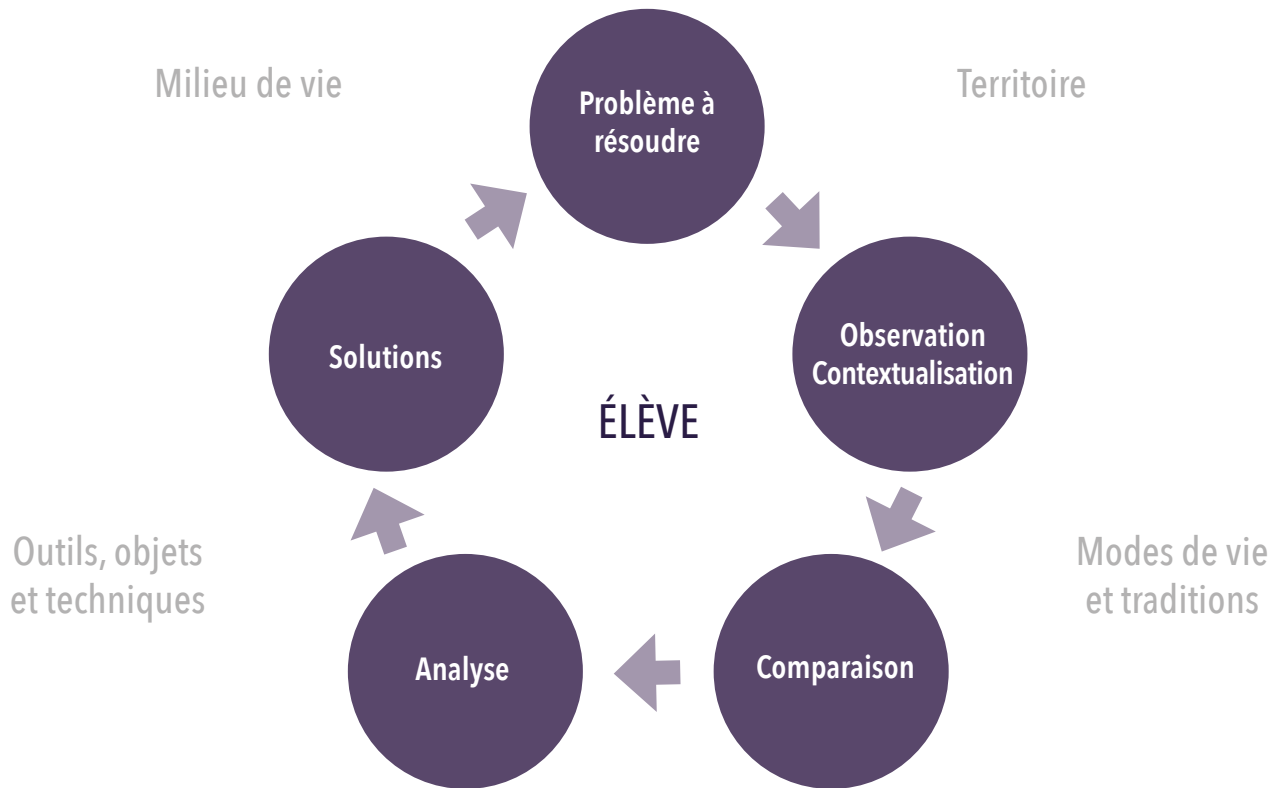 Milieu de vie
Problème à
résoudre
Territoire
Solutions
Observation
Contextualisation
ÉLÈVE
Outils, objets
et techniques
Modes de vie
et traditions
Analyse
Comparaison